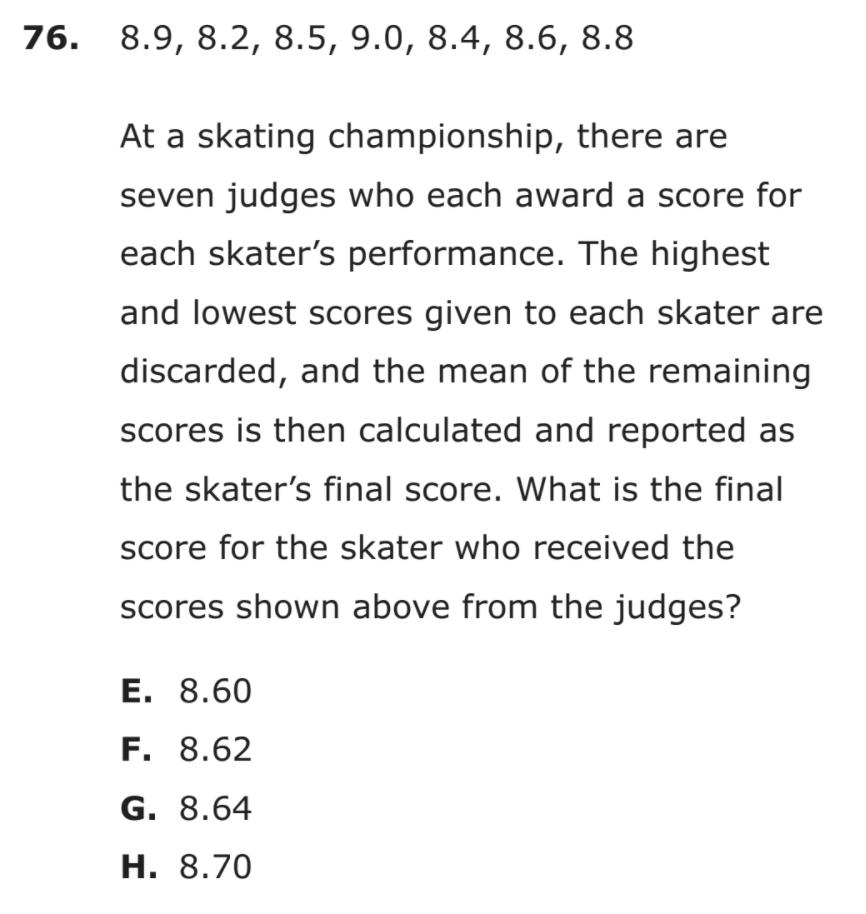 76. 8.9, 8.2, 8.5, 9.0, 8.4, 8.6, 8.8
At a skating championship, there are
seven judges who each award a score for
each skater’s performance. The highest
and lowest scores given to each skater are
discarded, and the mean of the remaining
scores is then calculated and reported as
the skater’s final score. What is the final
score for the skater who received the
scores shown above from the judges?
E. 8.60
F. 8.62
G. 8.64
H. 8.70